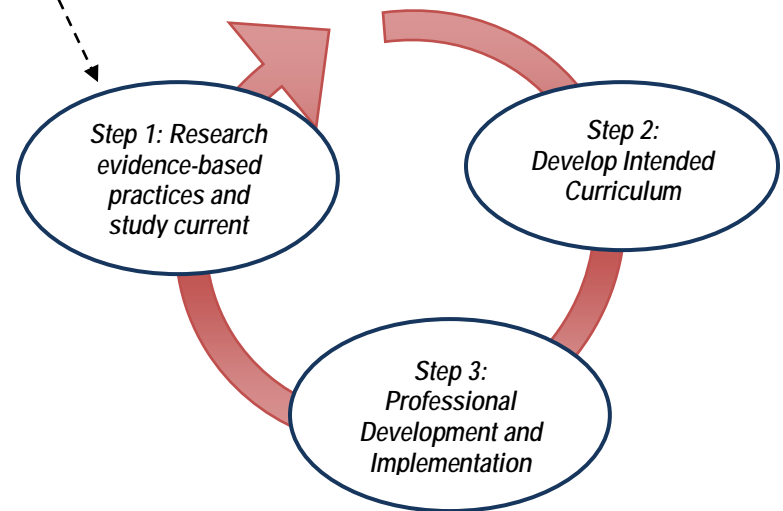 Step 1: Research
evidence-based
practices and
study current
Step 2:
Develop Intended
Curriculum
Step 3:
Professional
Development and
Implementation